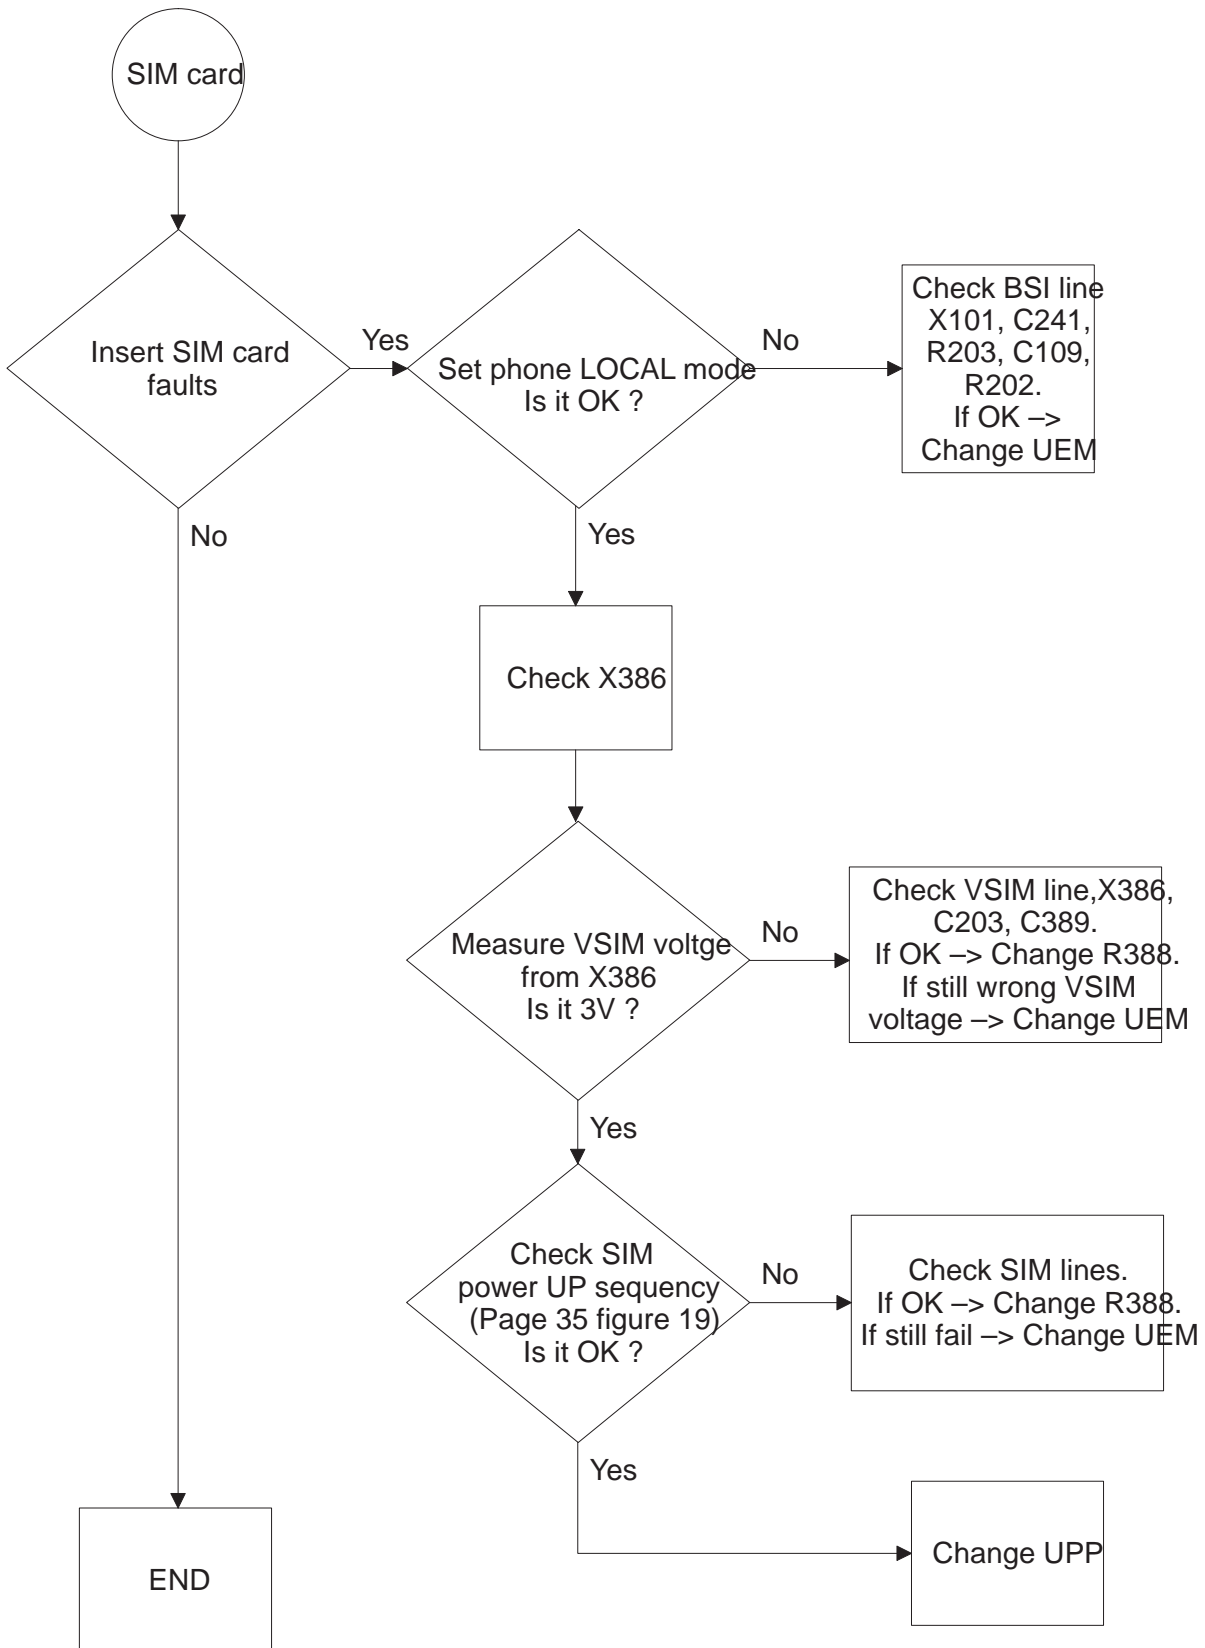 SIM card
Insert SIM card
faults
Yes
No
Set phone LOCAL mode
Is it OK ?
No
Check BSI line
X101, C241,
R203, C109,
R202.
If OK –>
Change UEM
Yes
Check X386
Measure VSIM voltge
from X386
Is it 3V ?
No
Check VSIM line,X386,
C203, C389.
If OK –> Change R388.
If still wrong VSIM
voltage –> Change UEM
Yes
Check SIM
power UP sequency
(Page 35 figure 19)
Is it OK ?
No
Check SIM lines.
If OK –> Change R388.
If still fail –> Change UEM
Yes
Change UPP
END